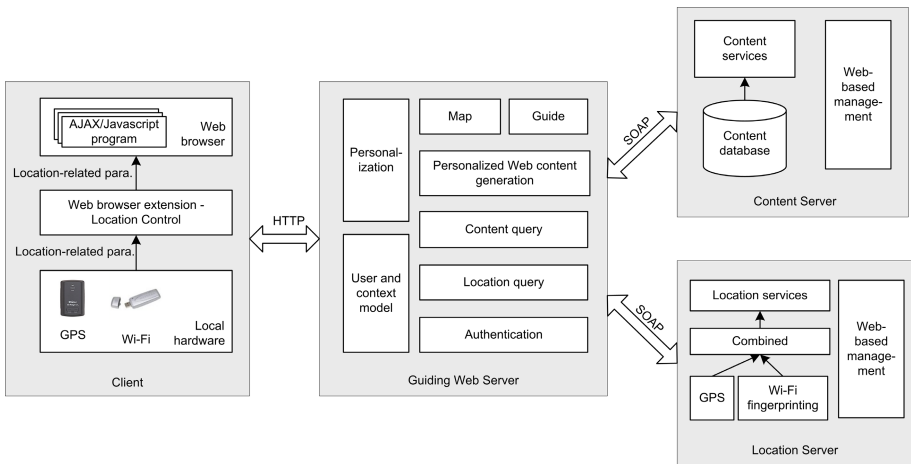 AJAX/Javascript
program
Web
browser
Location-related para.
Web browser extension -
Location Control
Location-related para.
GPS
Wi-Fi
Local
hardware
Client
HTTP
Personal-
ization
User and
context
model
Map
Guide
Personalized Web content
generation
Content query
Location query
Authentication
Guiding Web Server
SOAP
SOAP
Content
services
Content
database
Web-
based
manage-
ment
Content Server
Location services
Combined
GPS
Wi-Fi
fingerprinting
Web-
based
manage-
ment
Location Server